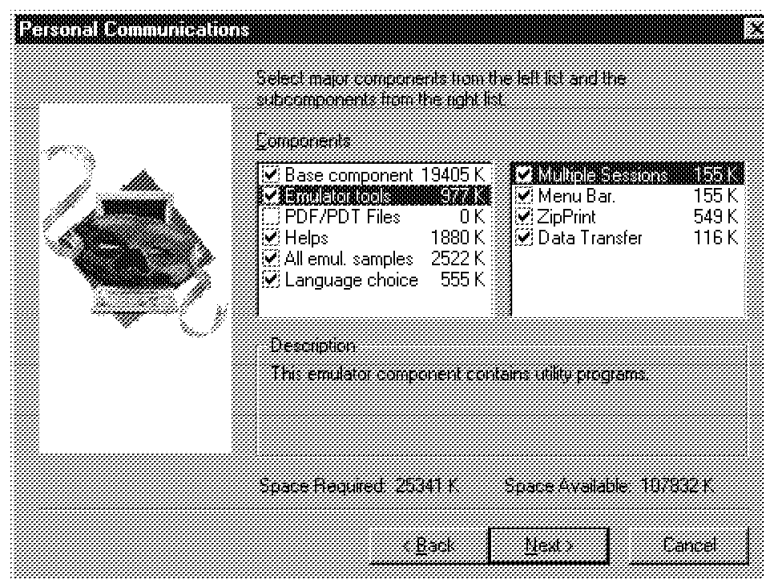 Personal Communications
Select major components from the left list and the
subcomponents from the right list.
Components
Base component 19405 K
Emulator tools 977 K
PDF/PDT Files 0 K
Helps 1880 K
All emul. samples 2522 K
Language choice 555 K
Multiple Sessions 155 K
Menu Bar. 155 K
ZipPrint 549 K
Data Transfer 116 K
Description
This emulator component contains utility programs.
Space Required: 25341 K Space Available: 107932 K
< Back Next > Cancel